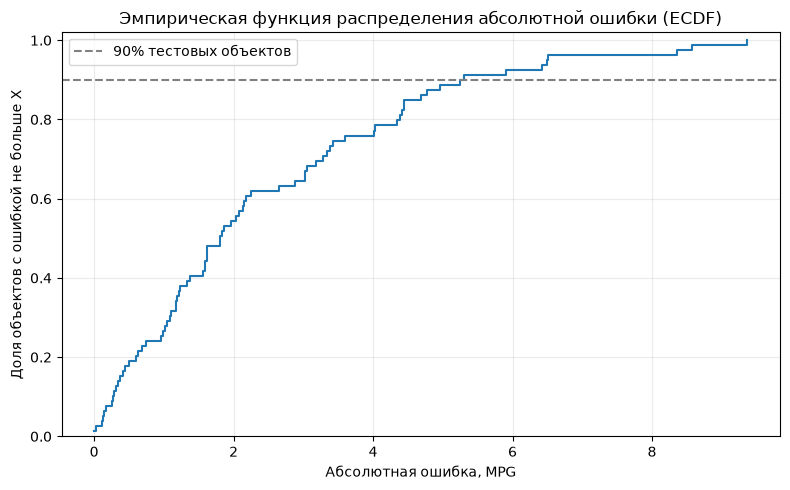 Эмпирическая функция распределения абсолютной ошибки (ECDF)
90% тестовых объектов
Доля объектов с ошибкой не больше X
1.0
0.8
0.6
0.4
0.2
0.0
0 2 4 6 8
Абсолютная ошибка, MPG